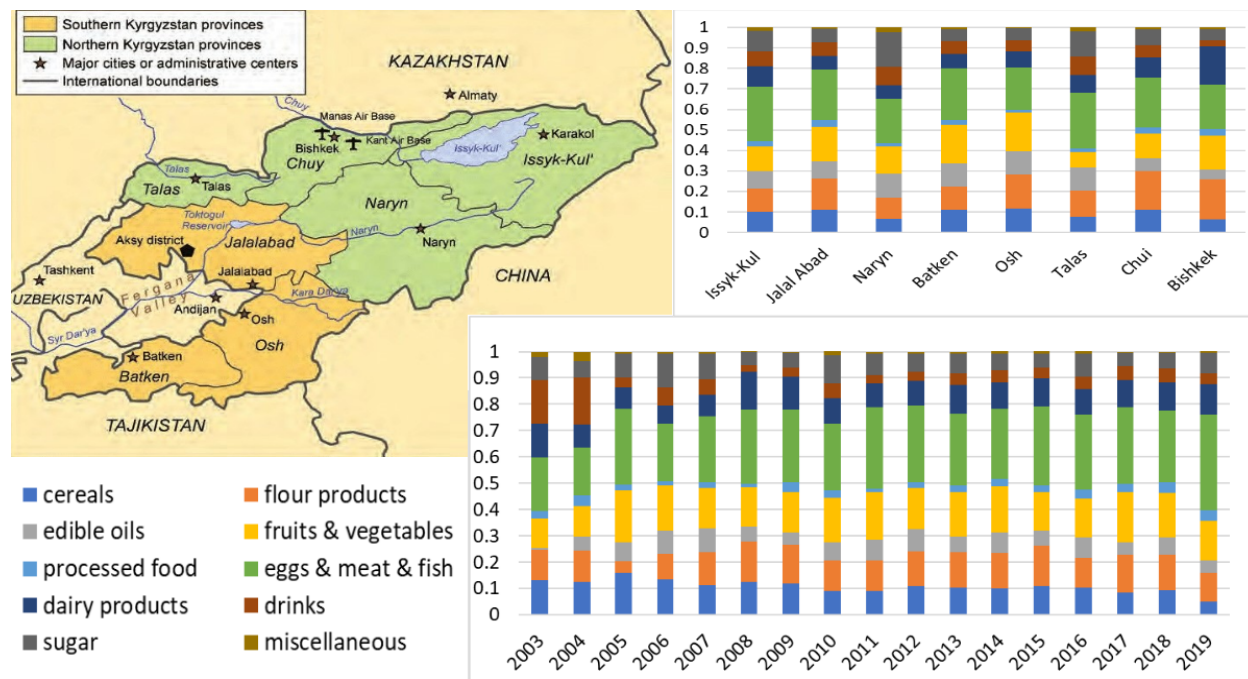 Southern Kyrgyzstan provinces
Northern Kyrgyzstan provinces
Major cities or administrative centers
International boundaries
KAZAKHSTAN
Almaty
Chuy
Manas Air Base
Bishkek
Kant Air Base
Chuy
Issyk-Kul'
Karakol
Issyk-Kul'
Talas
Talas
Talas
Naryn
Toktogul
Reservoir
Aksy district
Jalalabad
Naryn
Naryn
Tashkent
Fergana
Valley
Jalalabad
CHINA
UZBEKISTAN
Kara Dar'ya
Andijan
Syr Dar'ya
Osh
Osh
Batken
Batken
TAJIKISTAN
1
0.9
0.8
0.7
0.6
0.5
0.4
0.3
0.2
0.1
0
Issyk-Kul
Jalal Abad
Naryn
Batken
Osh
Talas
Chui
Bishkek
1
0.9
0.8
0.7
0.6
0.5
0.4
0.3
0.2
0.1
0
2003
2004
2005
2006
2007
2008
2009
2010
2011
2012
2013
2014
2015
2016
2017
2018
2019
cereals
flour products
edible oils
fruits & vegetables
processed food
eggs & meat & fish
dairy products
drinks
sugar
miscellaneous